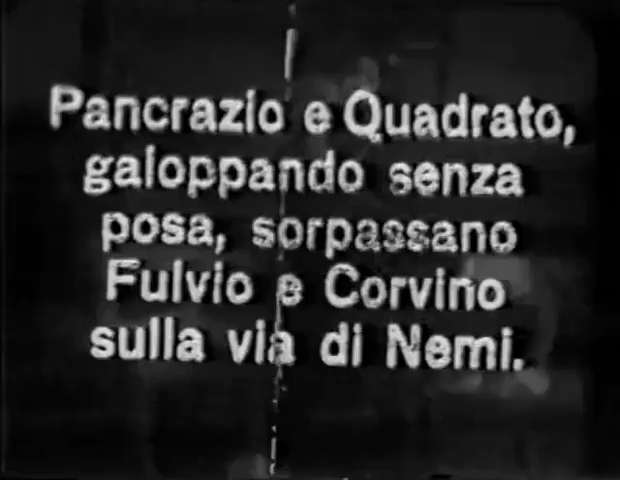 Pancrazio e Quadrato,
galoppando senza
posa, sorpassano
Fulvio e Corvino
sulla via di Nemi.